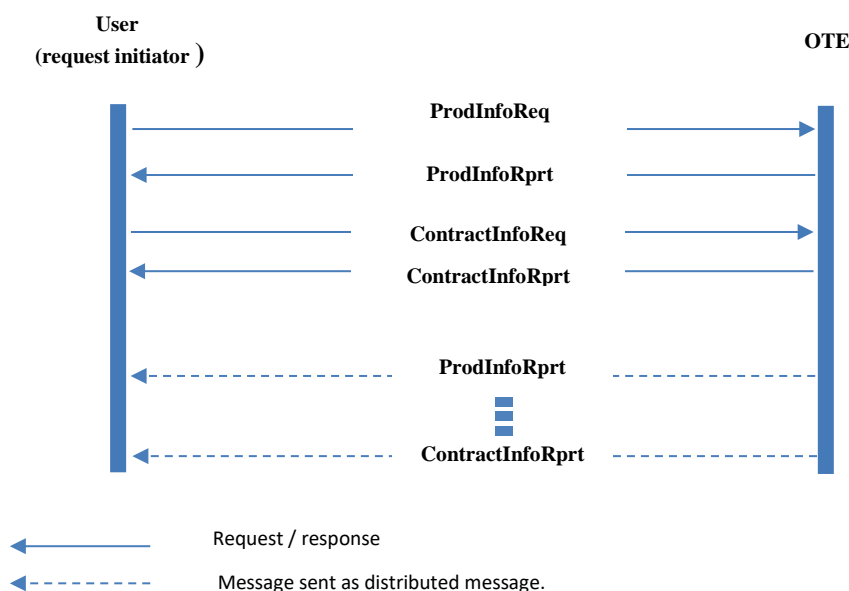 User
(request initiator )
OTE
ProdInfoReq
ProdInfoRprt
ContractInfoReq
ContractInfoRprt
ProdInfoRprt
ContractInfoRprt
Request / response
Message sent as distributed message.